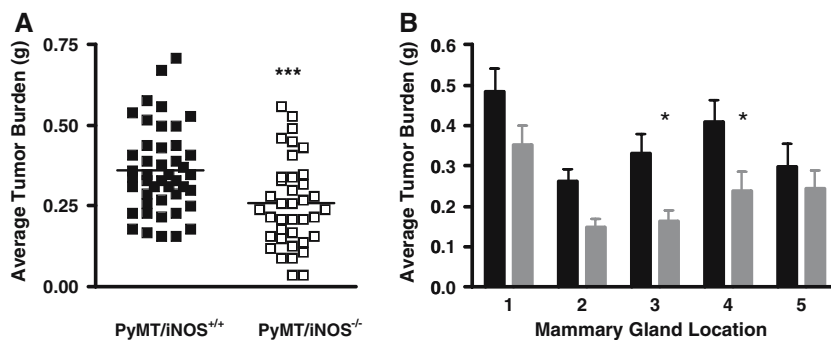 A
Average Tumor Burden (g)
0.75
0.50
0.25
0.00
***
PyMT/iNOS+/+
PyMT/iNOS-/-
B
Average Tumor Burden (g)
0.6
0.5
0.4
0.3
0.2
0.1
0.0
*
*
1 2 3 4 5
Mammary Gland Location